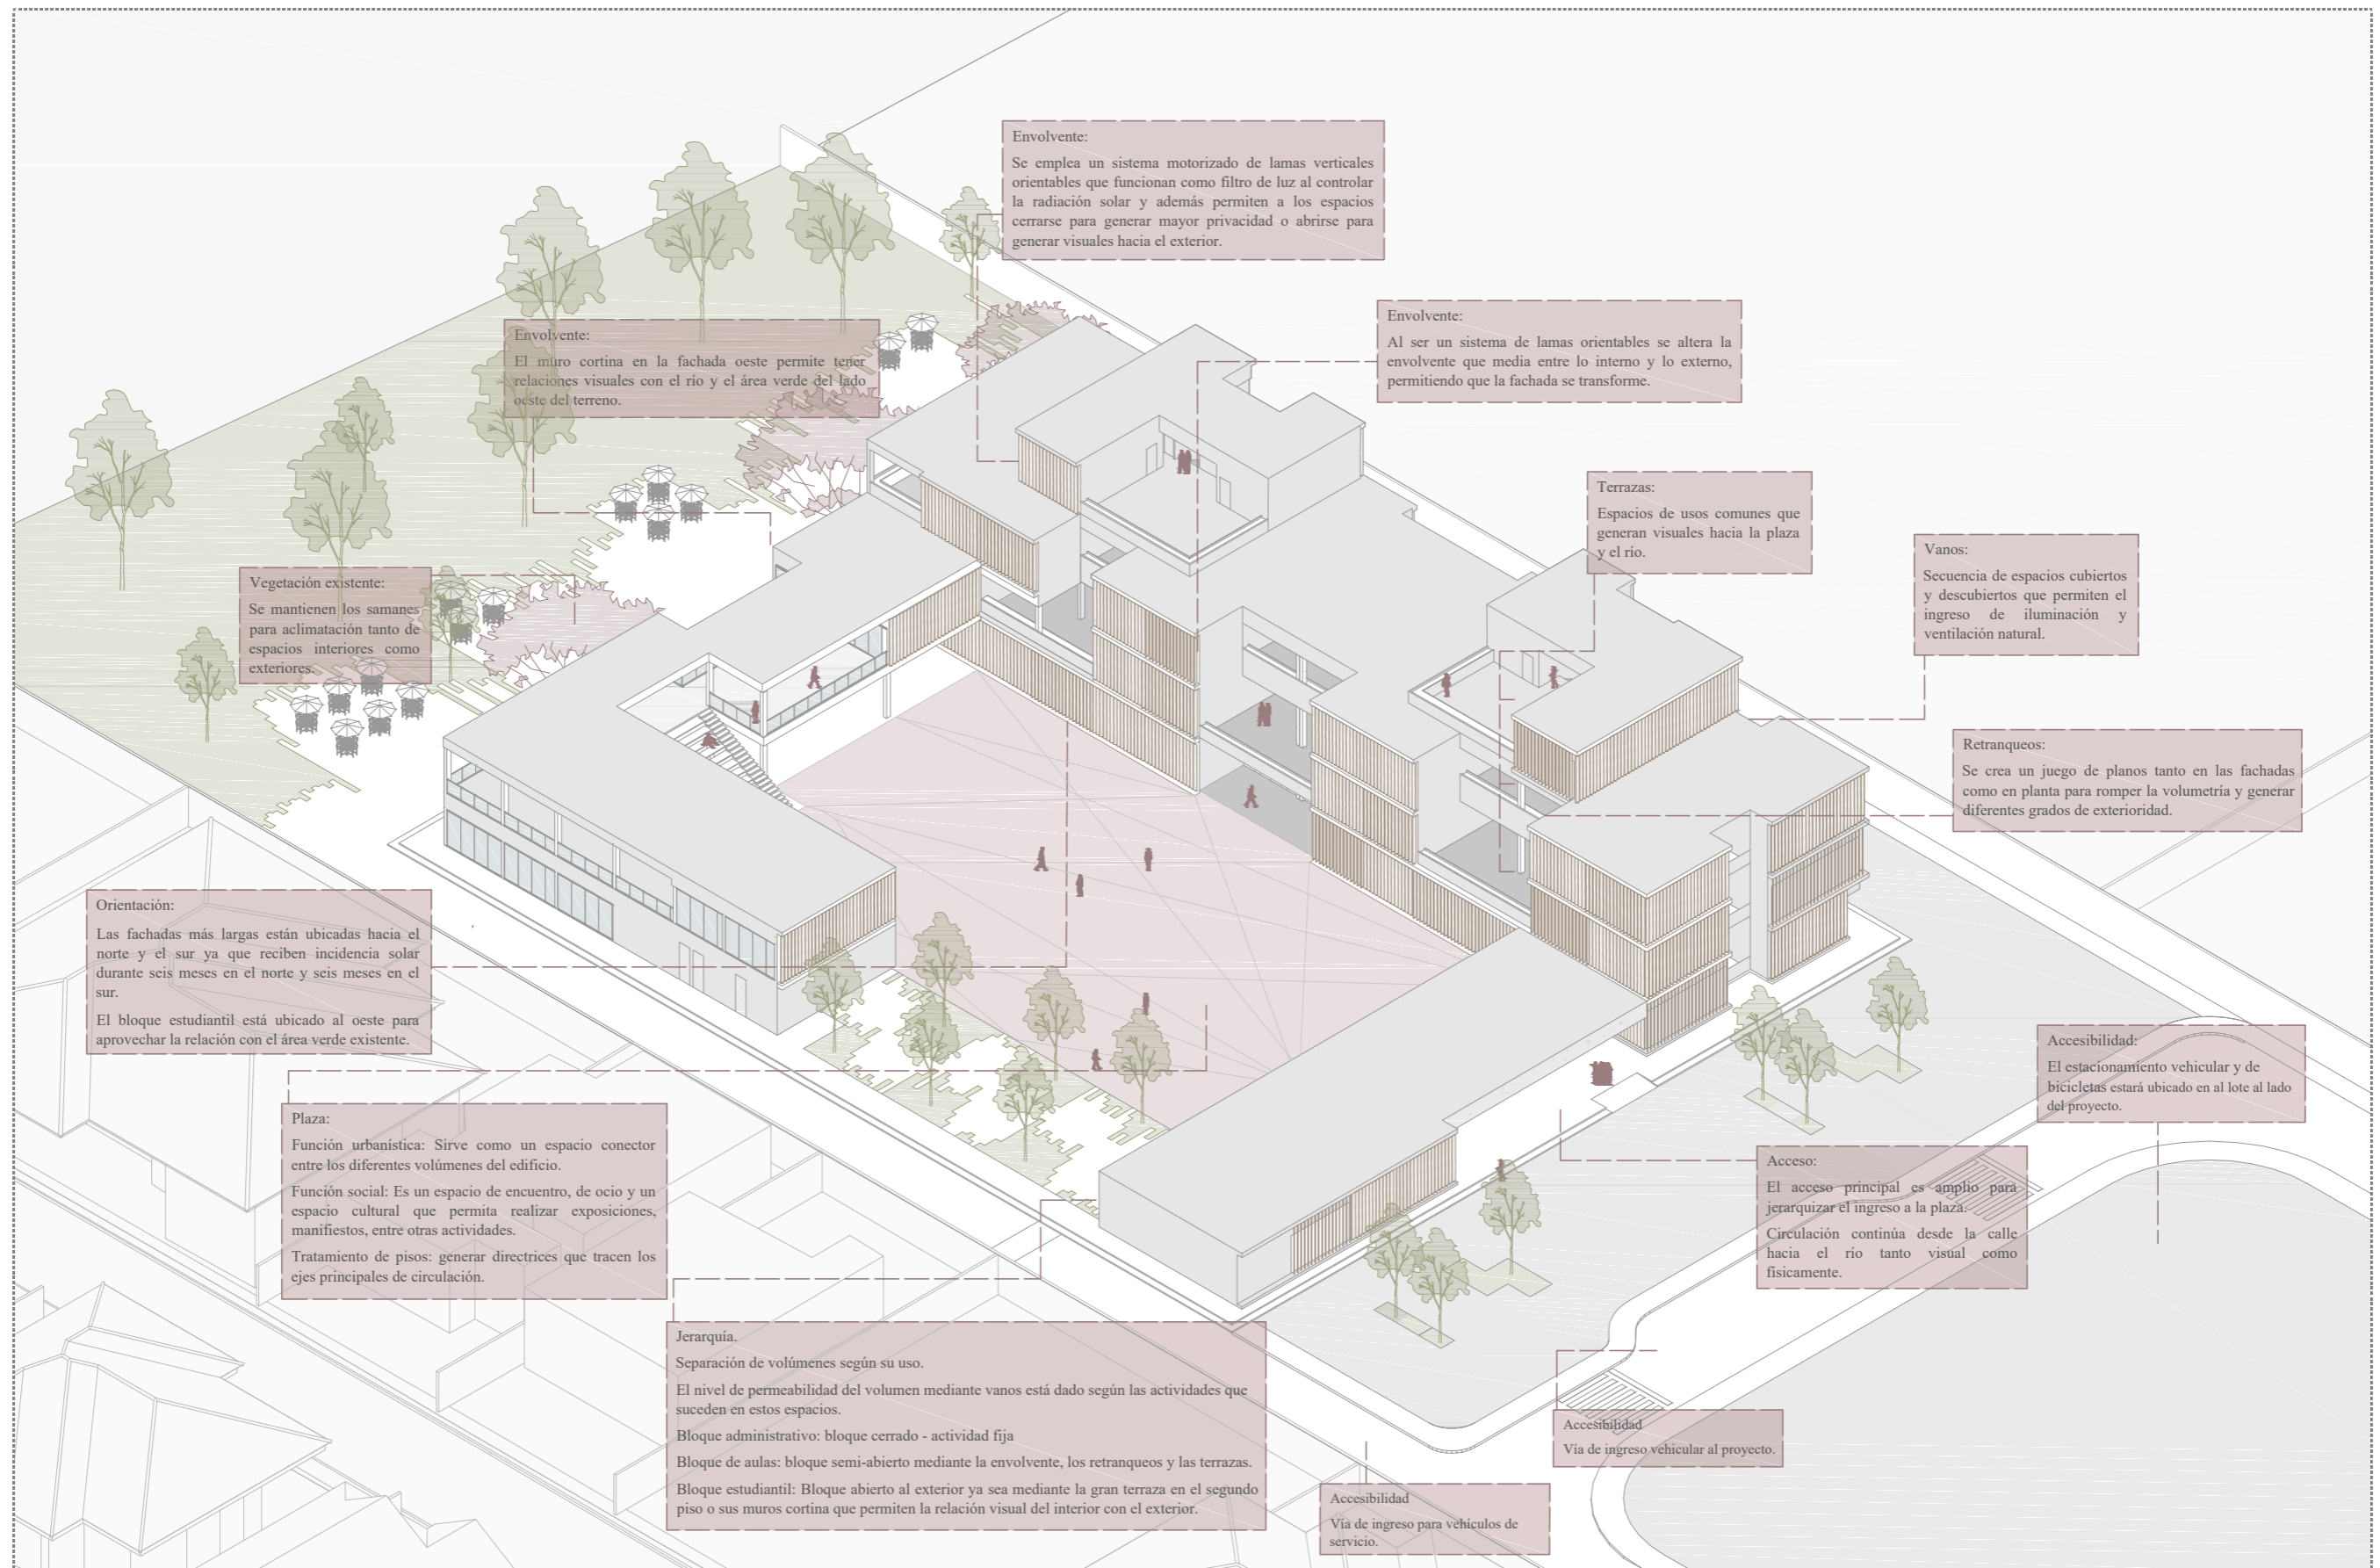 Envolvente:
Se emplea un sistema motorizado de lamas verticales
orientables que funcionan como filtro de luz al controlar
la radiación solar y además permiten a los espacios
cerrarse para generar mayor privacidad o abrirse para
generar visuales hacia el exterior.
Envolvente:
El muro cortina en la fachada oeste permite tener
relaciones visuales con el río y el área verde del lado
oeste del terreno.
Envolvente:
Al ser un sistema de lamas orientables se altera la
envolvente que media entre lo interno y lo externo,
permitiendo que la fachada se transforme.
Terrazas:
Espacios de usos comunes que
generan visuales hacia la plaza
y el río.
Vanos:
Secuencia de espacios cubiertos
y descubiertos que permiten el
ingreso de iluminación y
ventilación natural.
Vegetación existente:
Se mantienen los samanes
para aclimatación tanto de
espacios interiores como
exteriores.
Retranqueos:
Se crea un juego de planos tanto en las fachadas
como en planta para romper la volumetría y generar
diferentes grados de exterioridad.
Orientación:
Las fachadas más largas están ubicadas hacia el
norte y el sur ya que reciben incidencia solar
durante seis meses en el norte y seis meses en el
sur.
El bloque estudiantil está ubicado al oeste para
aprovechar la relación con el área verde existente.
Accesibilidad:
El estacionamiento vehicular y de
bicicletas estará ubicado en al lote al lado
del proyecto.
Plaza:
Función urbanística: Sirve como un espacio conector
entre los diferentes volúmenes del edificio.
Función social: Es un espacio de encuentro, de ocio y un
espacio cultural que permita realizar exposiciones,
manifiestos, entre otras actividades.
Tratamiento de pisos: generar directrices que tracen los
ejes principales de circulación.
Acceso:
El acceso principal es amplio para
jerarquizar el ingreso a la plaza.
Circulación continúa desde la calle
hacia el río tanto visual como
físicamente.
Jerarquía.
Separación de volúmenes según su uso.
El nivel de permeabilidad del volumen mediante vanos está dado según las actividades que
suceden en estos espacios.
Bloque administrativo: bloque cerrado - actividad fija
Bloque de aulas: bloque semi-abierto mediante la envolvente, los retranqueos y las terrazas.
Bloque estudiantil: Bloque abierto al exterior ya sea mediante la gran terraza en el segundo
piso o sus muros cortina que permiten la relación visual del interior con el exterior.
Accesibilidad
Vía de ingreso vehicular al proyecto.
Accesibilidad
Vía de ingreso para vehículos de
servicio.